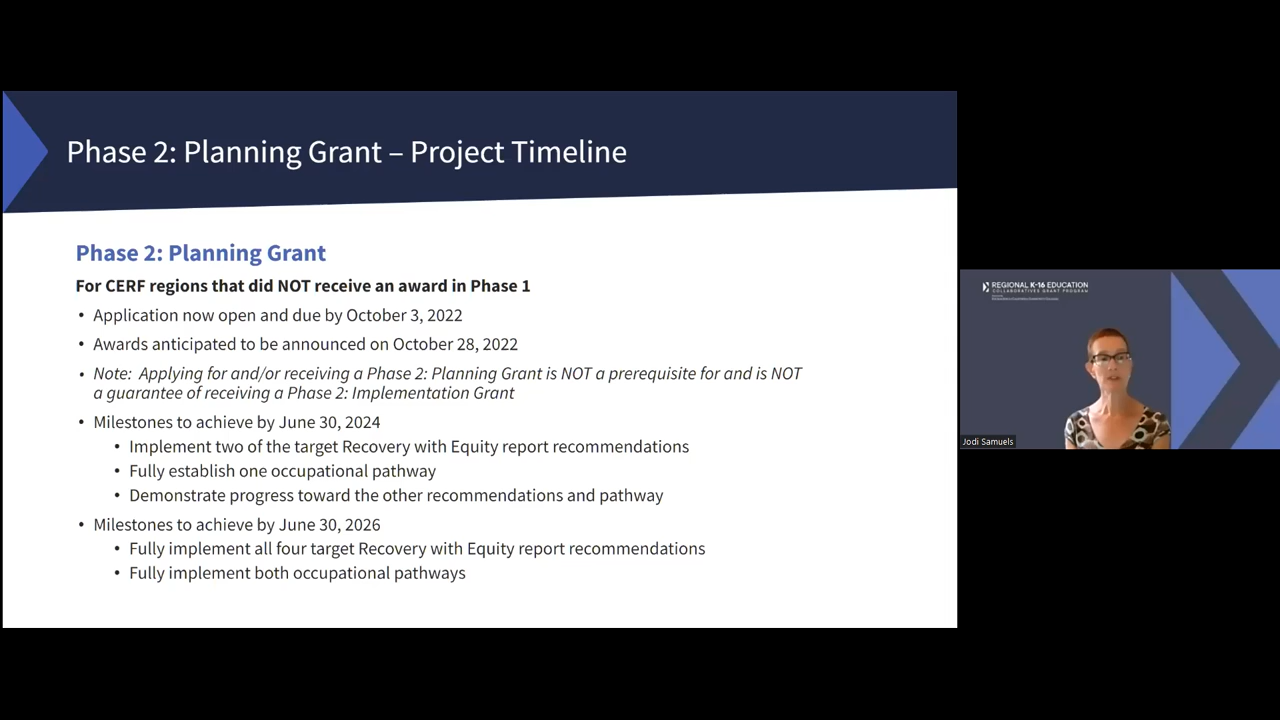 Phase 2: Planning Grant – Project Timeline
Phase 2: Planning Grant
For CERF regions that did NOT receive an award in Phase 1
• Application now open and due by October 3, 2022
• Awards anticipated to be announced on October 28, 2022
• Note: Applying for and/or receiving a Phase 2: Planning Grant is NOT a prerequisite for and is NOT
a guarantee of receiving a Phase 2: Implementation Grant
• Milestones to achieve by June 30, 2024
• Implement two of the target Recovery with Equity report recommendations
• Fully establish one occupational pathway
• Demonstrate progress toward the other recommendations and pathway
• Milestones to achieve by June 30, 2026
• Fully implement all four target Recovery with Equity report recommendations
• Fully implement both occupational pathways
REGIONAL K-16 EDUCATION
COLLABORATIVES GRANT PROGRAM
Jodi Samuels